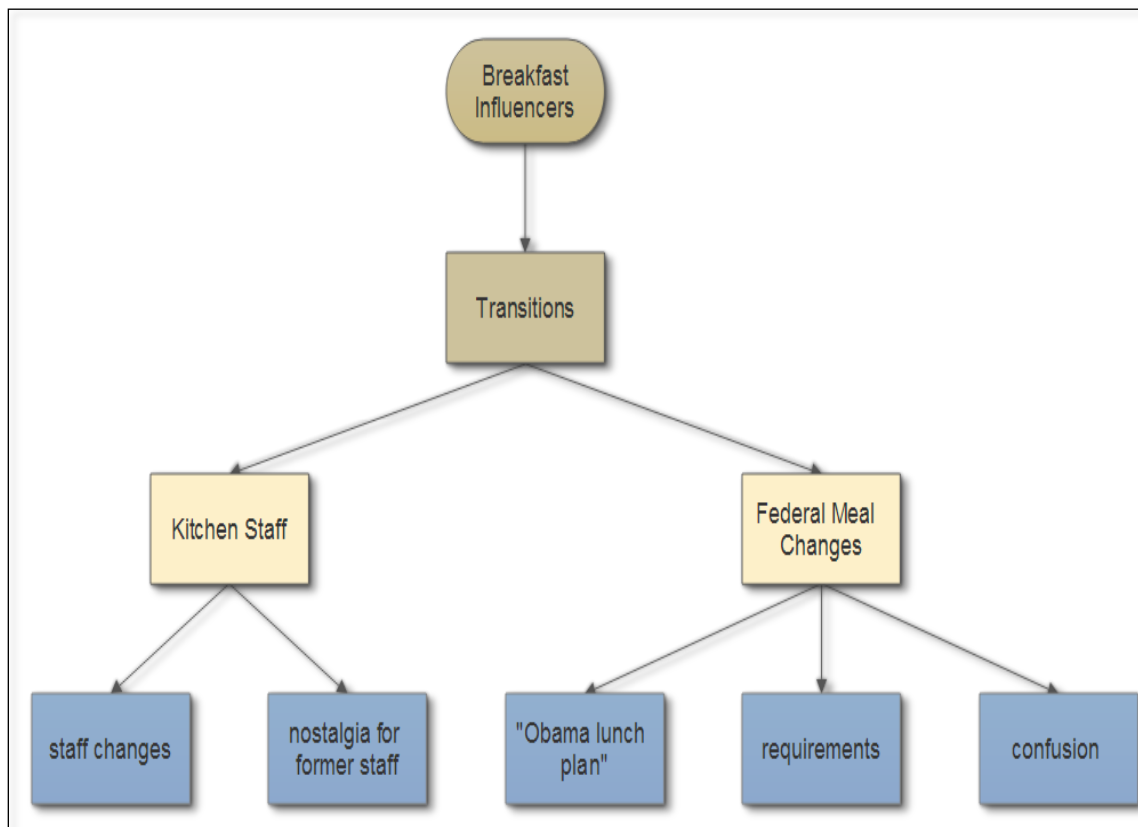 Breakfast
Influencers
Transitions
Kitchen Staff
Federal Meal
Changes
staff changes
nostalgia for
former staff
"Obama lunch
plan"
requirements
confusion